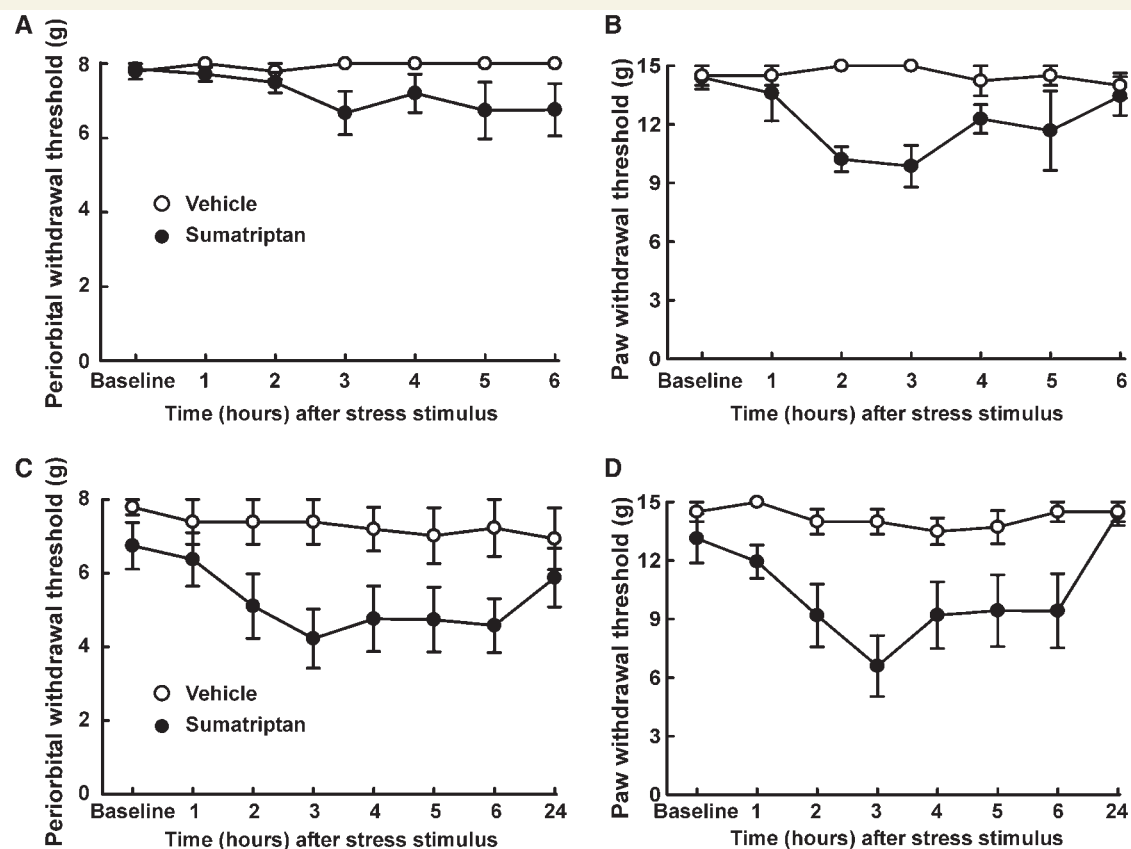 A
Periorbital withdrawal threshold (g)
8
6
4
2
0
Vehicle
Sumatriptan
Baseline 1 2 3 4 5 6
Time (hours) after stress stimulus
B
Paw withdrawal threshold (g)
15
12
9
6
3
0
Baseline 1 2 3 4 5 6
Time (hours) after stress stimulus
C
Periorbital withdrawal threshold (g)
8
6
4
2
0
Vehicle
Sumatriptan
Baseline 1 2 3 4 5 6 24
Time (hours) after stress stimulus
D
Paw withdrawal threshold (g)
15
12
9
6
3
0
Baseline 1 2 3 4 5 6 24
Time (hours) after stress stimulus